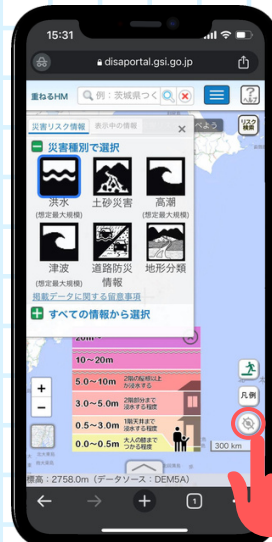 15:31
disaportal.gsi.go.jp
重ねるHM
例：茨城県つく
ヘルプ
災害リスク情報 表示中の情報 ×
べよう
リスク
検索
災害種別で選択
洪水 土砂災害 高潮
(想定最大規模) (想定最大規模)
津波 道路防災 地形分類
(想定最大規模) 情報
掲載データに関する留意事項
すべての情報から選択
20m~
10~20m
5.0~10m 2階の屋根以上
が浸水する
3.0~5.0m 2階部分まで
浸水する程度
0.5~3.0m 1階天井まで
浸水する程度
0.0~0.5m 大人の膝まで
つかる程度
凡例
300 km
標高：2758.0m（データソース：DEM5A）
1